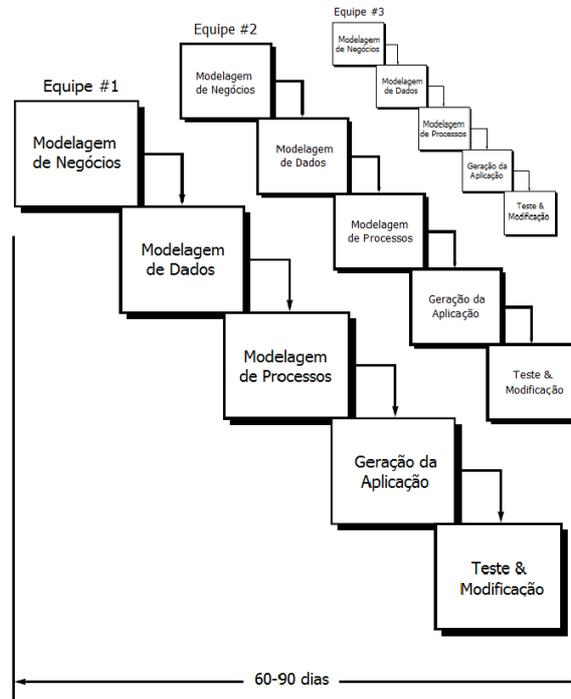 Equipe #1
Modelagem
de Negócios
Modelagem
de Dados
Modelagem
de Processos
Geração da
Aplicação
Teste &
Modificação
Equipe #2
Modelagem
de Negócios
Modelagem
de Dados
Modelagem
de Processos
Geração da
Aplicação
Teste &
Modificação
Equipe #3
Modelagem
de Negócios
Modelagem
de Dados
Modelagem
de Processos
Geração da
Aplicação
Teste &
Modificação
60-90 dias